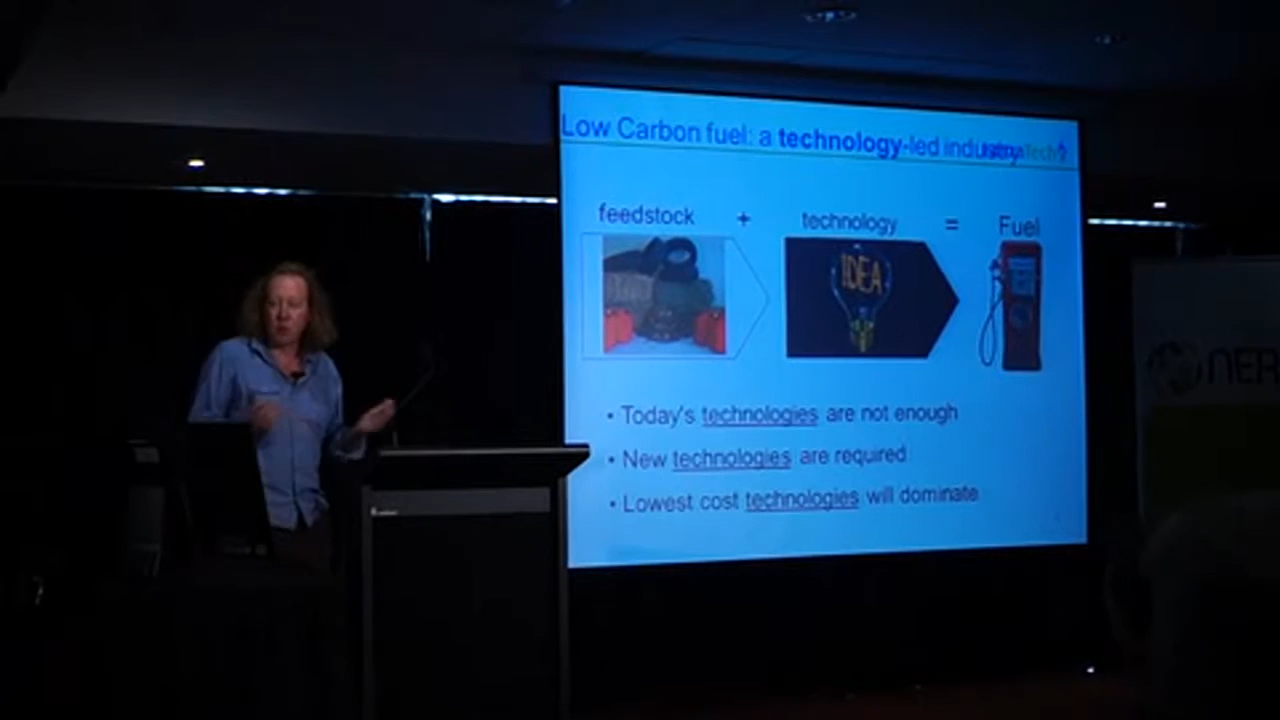 Low Carbon fuel: a technology-led industry
feedstock + technology = Fuel
IDEA
• Today's technologies are not enough
• New technologies are required
• Lowest cost technologies will dominate